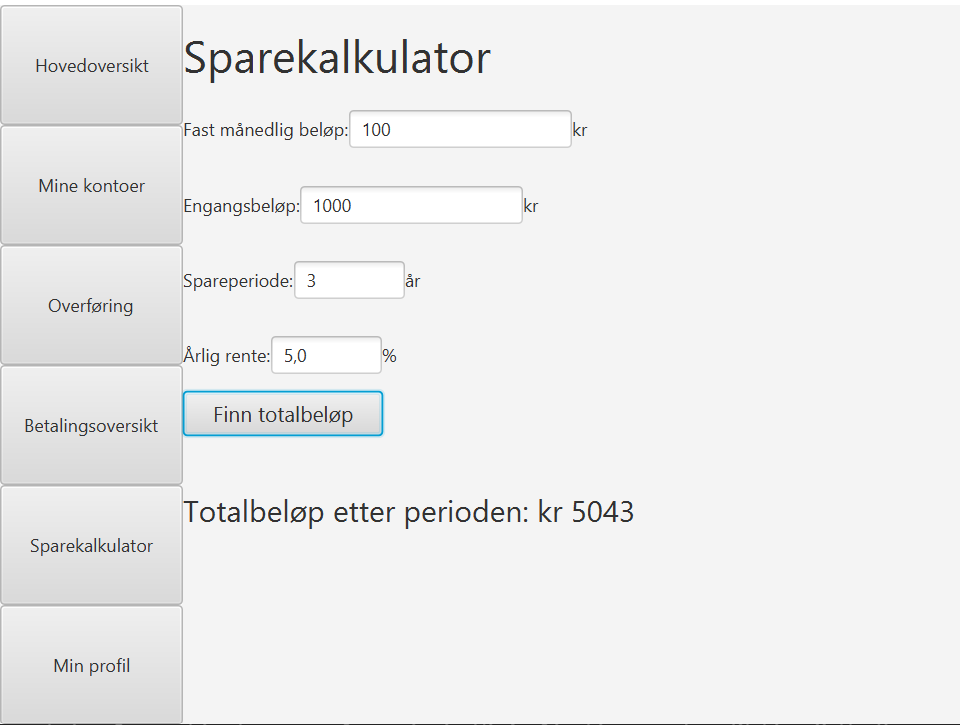 Hovedoversikt
Mine kontoer
Overføring
Betalingsoversikt
Sparekalkulator
Min profil
Sparekalkulator
Fast månedlig beløp: 100 kr
Engangsbeløp: 1000 kr
Spareperiode: 3 år
Årlig rente: 5,0 %
Finn totalbeløp
Totalbeløp etter perioden: kr 5043